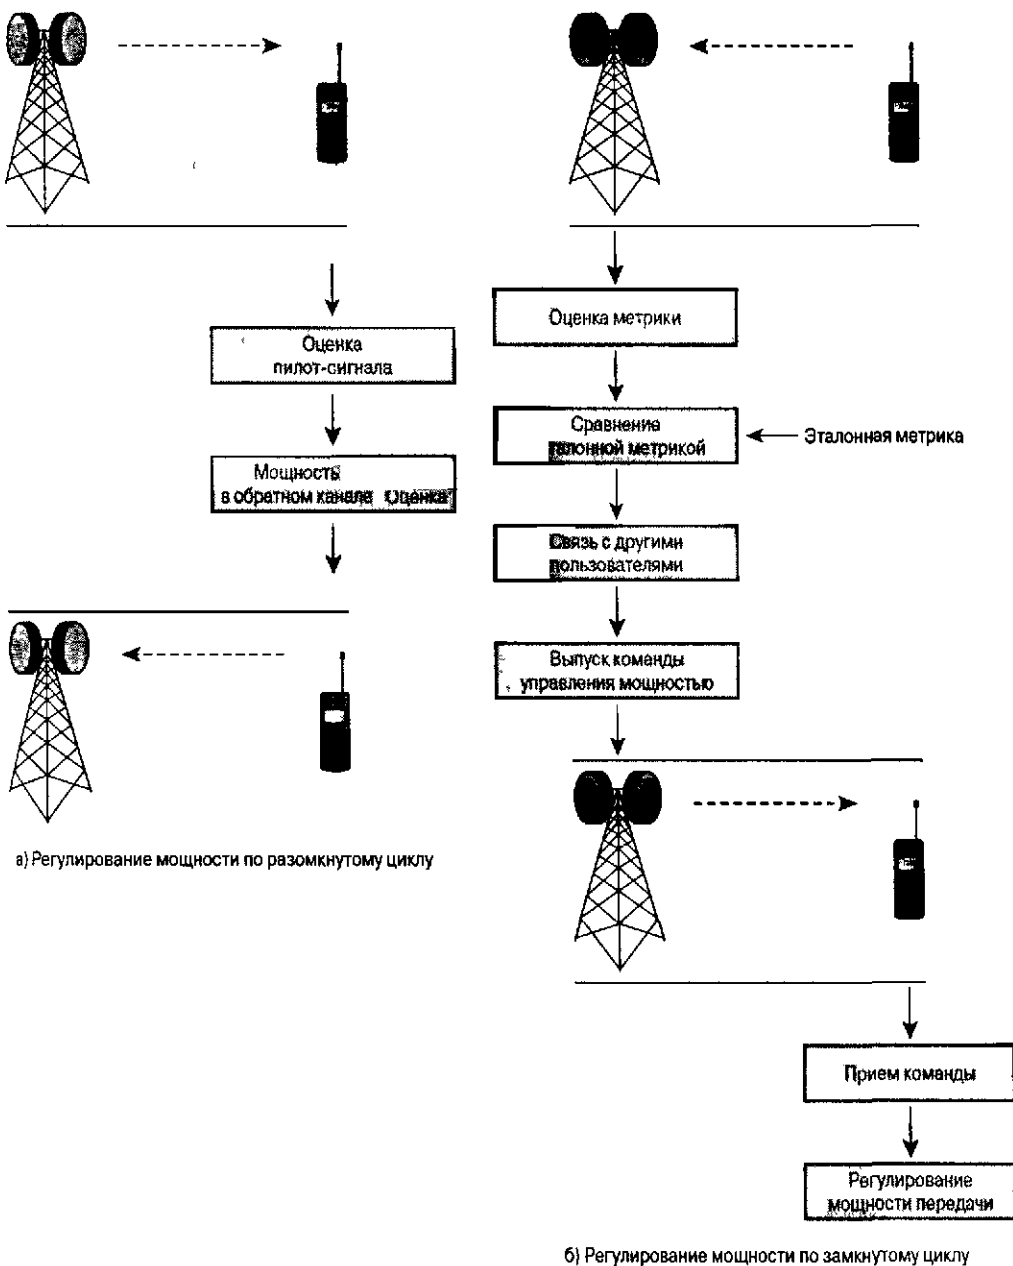 Оценка
пилот-сигнала
Мощность
в обратном канале Оценка
а) Регулирование мощности по разомкнутому циклу
Оценка метрики
Сравнение
талонной метрикой
Эталонная метрика
Связь с другими
пользователями
Выпуск команды
управления мощностью
Прием команды
Регулирование
мощности передачи
б) Регулирование мощности по замкнутому циклу